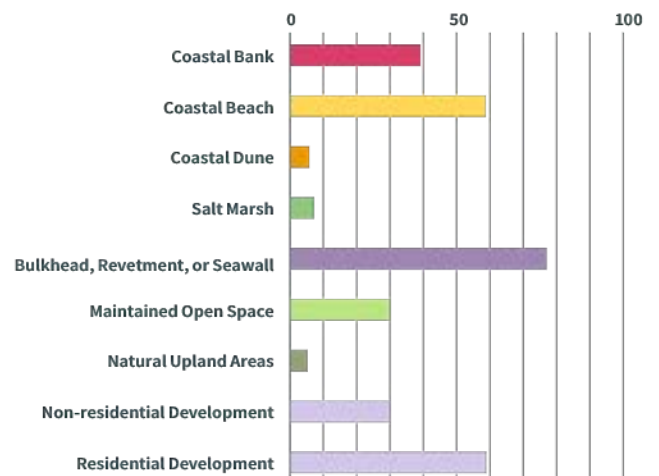 0 50 100
Coastal Bank
Coastal Beach
Coastal Dune
Salt Marsh
Bulkhead, Revetment, or Seawall
Maintained Open Space
Natural Upland Areas
Non-residential Development
Residential Development